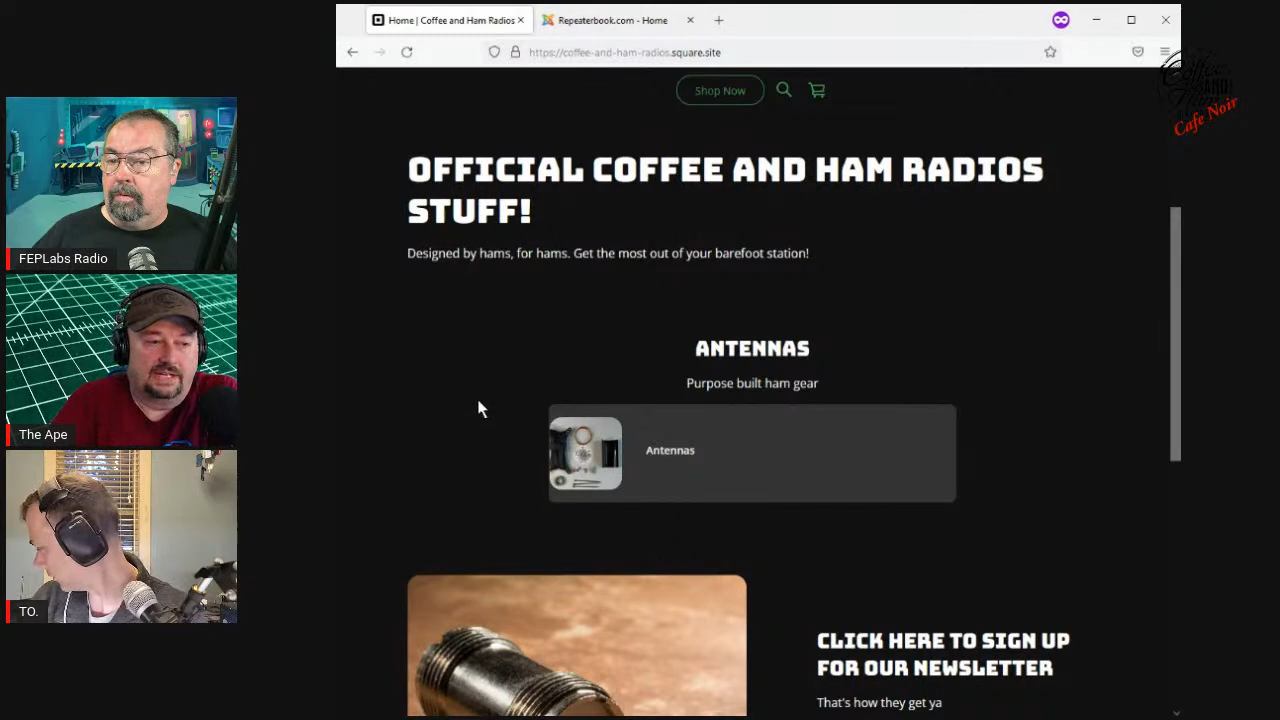 Home | Coffee and Ham Radios
Repeaterbook.com - Home
https://coffee-and-ham-radios.square.site
Coffee
AND
Ham
Cafe Noir
Shop Now
OFFICIAL COFFEE AND HAM RADIOS
STUFF!
Designed by hams, for hams. Get the most out of your barefoot station!
FEPLabs Radio
ANTENNAS
Purpose built ham gear
The Ape
Antennas
TO.
CLICK HERE TO SIGN UP
FOR OUR NEWSLETTER
That's how they get ya